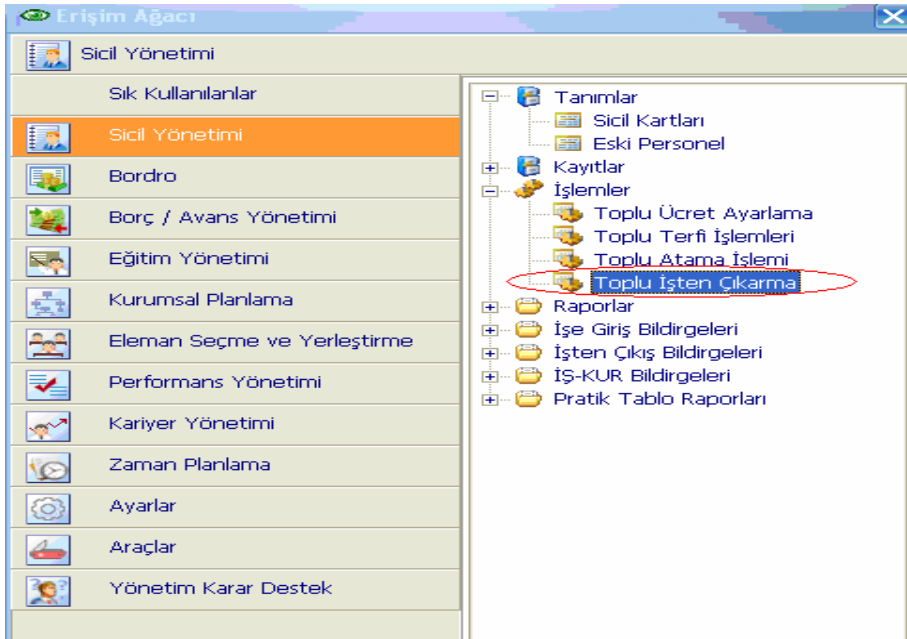 Erişim Ağacı
Sicil Yönetimi
Sık Kullanılanlar
Sicil Yönetimi
Bordro
Borç / Avans Yönetimi
Eğitim Yönetimi
Kurumsal Planlama
Eleman Seçme ve Yerleştirme
Performans Yönetimi
Kariyer Yönetimi
Zaman Planlama
Ayarlar
Araçlar
Yönetim Karar Destek
Tanımlar
Sicil Kartları
Eski Personel
Kayıtlar
İşlemler
Toplu Ücret Ayarlama
Toplu Terfi İşlemleri
Toplu Atama İşlemi
Toplu İşten Çıkarma
Raporlar
İşe Giriş Bildirgeleri
İşten Çıkış Bildirgeleri
İŞ-KUR Bildirgeleri
Pratik Tablo Raporları